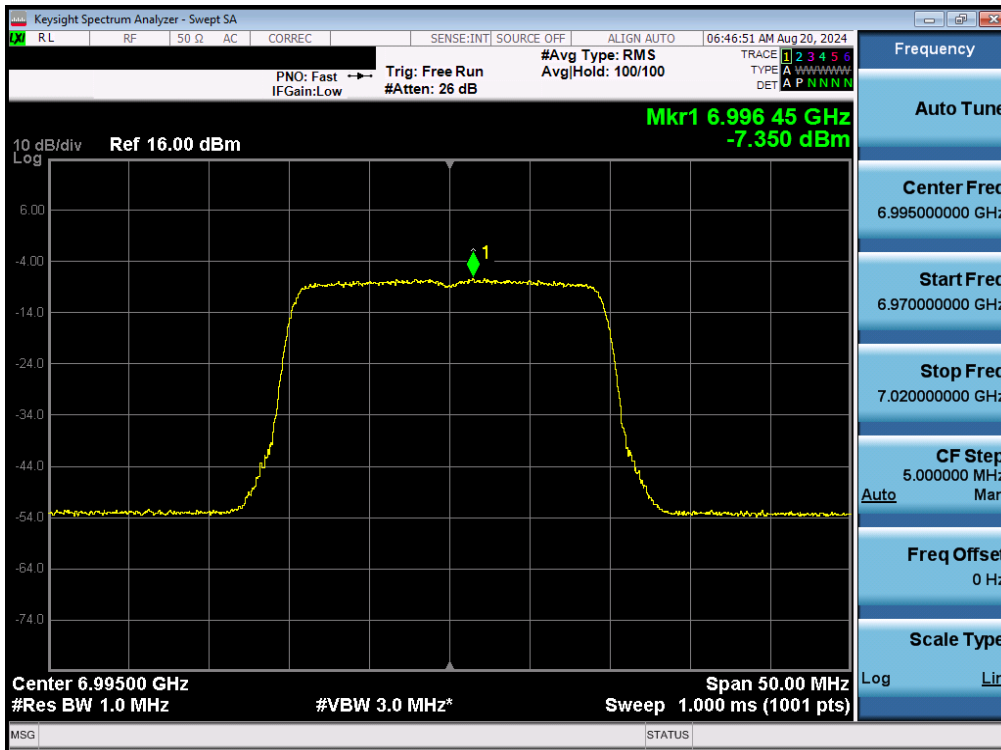 Keysight Spectrum Analyzer - Swept SA
LXI RL RF 50 Ω AC CORREC SENSE:INT SOURCE OFF ALIGN AUTO 06:46:51 AM Aug 20, 2024
PNO: Fast
IFGain:Low
Trig: Free Run
#Atten: 26 dB
#Avg Type: RMS
Avg|Hold: 100/100
TRACE 1 2 3 4 5 6
TYPE A WWWWW
DET A P N N N N
Mkr1 6.996 45 GHz
-7.350 dBm
10 dB/div
Log
Ref 16.00 dBm
6.00
-4.00
-14.0
-24.0
-34.0
-44.0
-54.0
-64.0
-74.0
1
Center 6.99500 GHz
Span 50.00 MHz
#Res BW 1.0 MHz
#VBW 3.0 MHz*
Sweep 1.000 ms (1001 pts)
MSG
STATUS
Frequency
Auto Tune
Center Freq
6.995000000 GHz
Start Freq
6.970000000 GHz
Stop Freq
7.020000000 GHz
CF Step
5.000000 MHz
Auto Man
Freq Offset
0 Hz
Scale Type
Log Lin